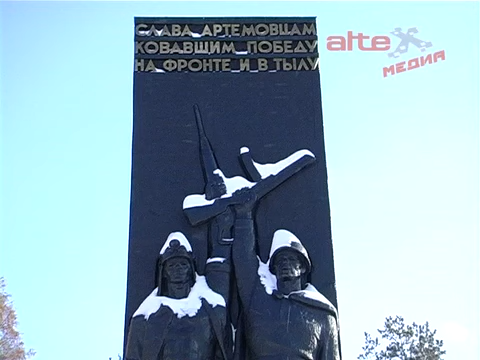 СЛАВА АРТЕМОВЦАМ
КОВАВШИМ ПОБЕДУ
НА ФРОНТЕ И В ТЫЛУ
alte
МЕДИА